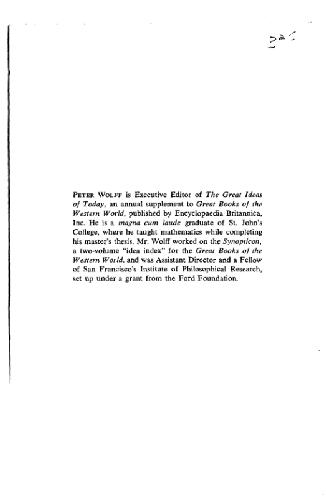 PETER WOLFF is Executive Editor of The Great Ideas
of Today, an annual supplement to Great Books of the
Western World, published by Encyclopaedia Britannica,
Inc. He is a magna cum laude graduate of St. John's
College, where he taught mathematics while completing
his master's thesis. Mr. Wolff worked on the Synopticon,
a two-volume "idea index" for the Great Books of the
Western World, and was Assistant Director and a Fellow
of San Francisco's Institute of Philosophical Research,
set up under a grant from the Ford Foundation.